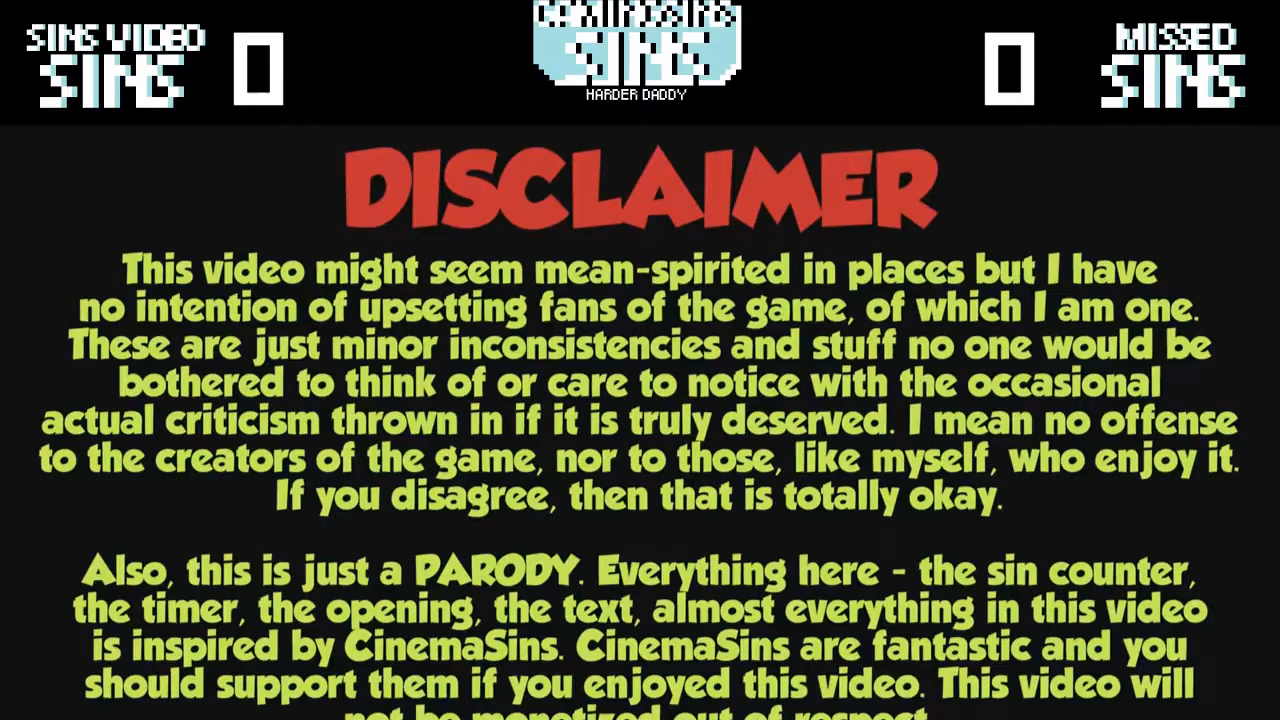 SINS VIDEO
SINS
0
SINS
HARDER DADDY
0
MISSED
SINS
DISCLAIMER
This video might seem mean-spirited in places but I have
no intention of upsetting fans of the game, of which I am one.
These are just minor inconsistencies and stuff no one would be
bothered to think of or care to notice with the occasional
actual criticism thrown in if it is truly deserved. I mean no offense
to the creators of the game, nor to those, like myself, who enjoy it.
If you disagree, then that is totally okay.
Also, this is just a PARODY. Everything here - the sin counter,
the timer, the opening, the text, almost everything in this video
is inspired by CinemaSins. CinemaSins are fantastic and you
should support them if you enjoyed this video. This video will
not be monetized out of respect.